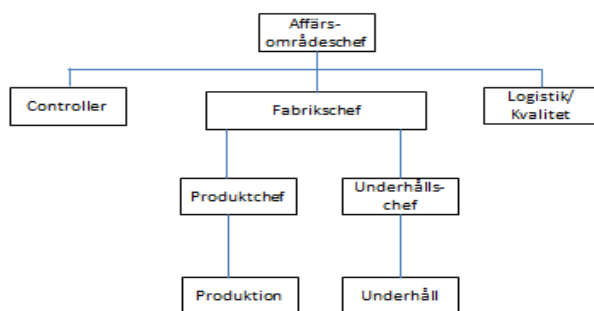 Affärs-
områdeschef
Controller
Fabrikschef
Logistik/
Kvalitet
Produktchef
Underhålls-
chef
Produktion
Underhåll